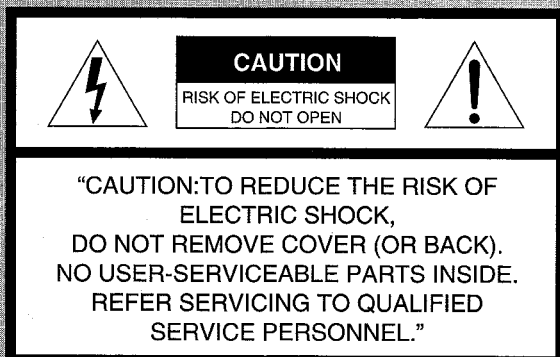 CAUTION
RISK OF ELECTRIC SHOCK
DO NOT OPEN
“CAUTION:TO REDUCE THE RISK OF
ELECTRIC SHOCK,
DO NOT REMOVE COVER (OR BACK).
NO USER-SERVICEABLE PARTS INSIDE.
REFER SERVICING TO QUALIFIED
SERVICE PERSONNEL.”